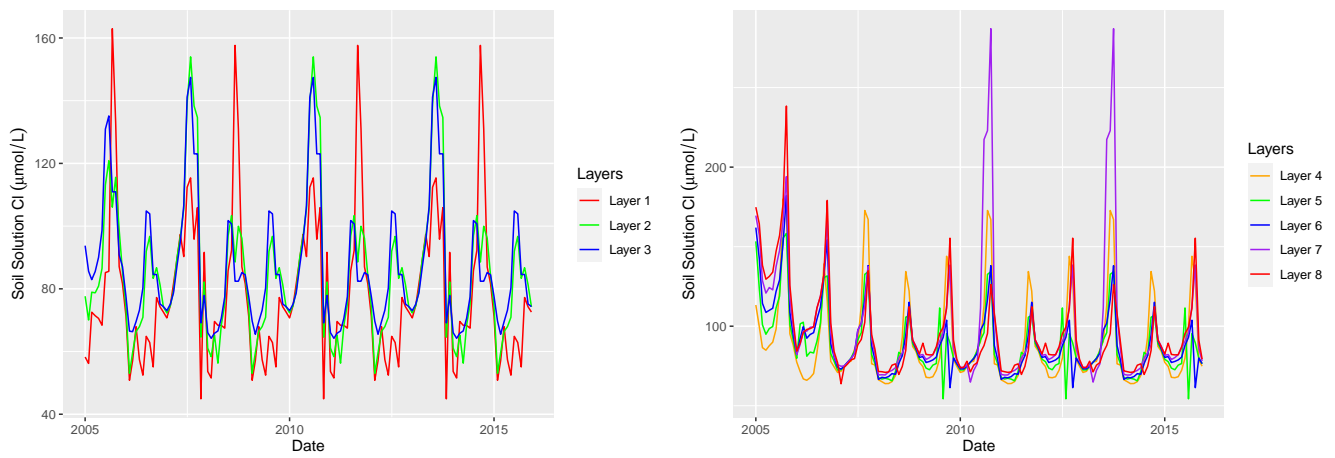 160
120
80
40
Soil Solution Cl (μmol/L)
2005
2010
2015
Date
Layers
Layer 1
Layer 2
Layer 3
200
100
Soil Solution Cl (μmol/L)
2005
2010
2015
Date
Layers
Layer 4
Layer 5
Layer 6
Layer 7
Layer 8